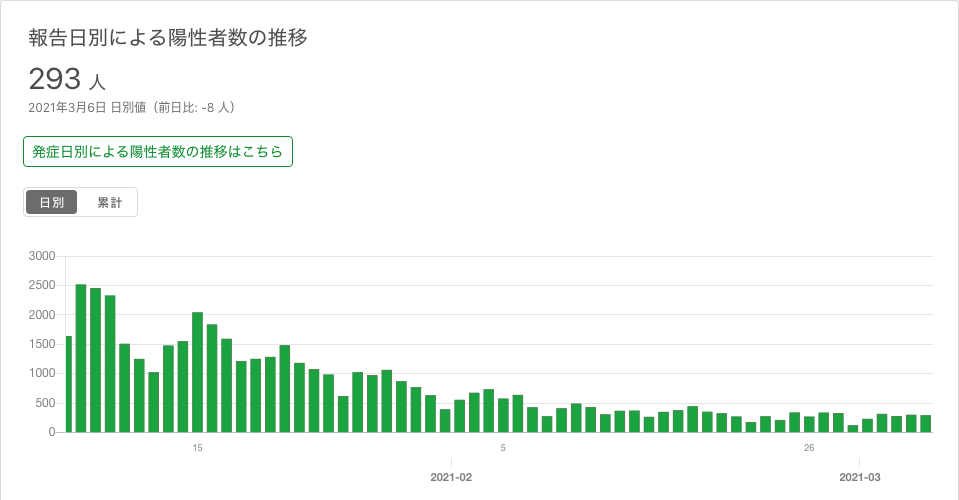 報告日別による陽性者数の推移
293 人
2021年3月6日 日別値（前日比: -8 人）
発症日別による陽性者数の推移はこちら
日別 累計
3000
2500
2000
1500
1000
500
0
15 5 26
2021-02 2021-03